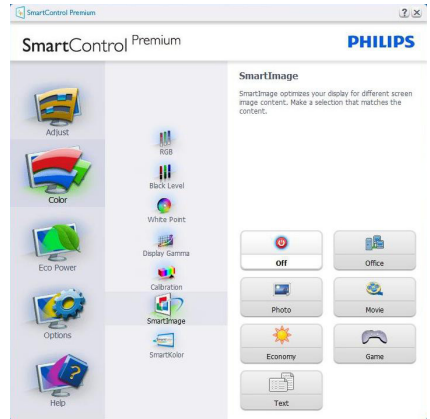 SmartControl Premium
SmartControl Premium
PHILIPS
Adjust
Color
Eco Power
Options
Help
RGB
Black Level
White Point
Display Gamma
Calibration
SmartImage
SmartKolor
SmartImage
SmartImage optimizes your display for different screen
image content. Make a selection that matches the
content.
Off
Office
Photo
Movie
Economy
Game
Text